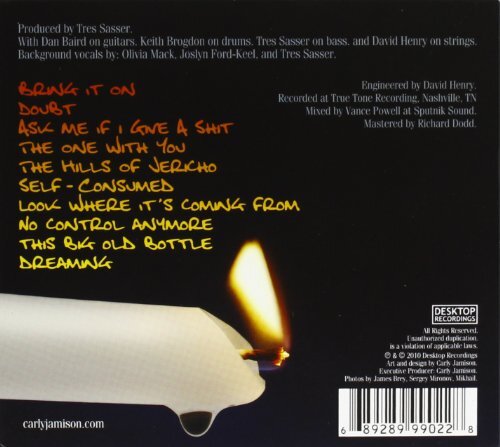 Produced by Tres Sasser.
With Dan Baird on guitars, Keith Brogdon on drums, Tres Sasser on bass, and David Henry on strings.
Background vocals by: Olivia Mack, Joslyn Ford-Keel, and Tres Sasser.
Engineered by David Henry.
Recorded at True Tone Recording, Nashville, TN
Mixed by Vance Powell at Sputnik Sound.
Mastered by Richard Dodd.
BRING IT ON
DOUBT
ASK ME IF I GIVE A SHIT
THE ONE WITH YOU
THE HILLS OF JERICHO
SELF-CONSUMED
LOOK WHERE IT'S COMING FROM
NO CONTROL ANYMORE
THIS BIG OLD BOTTLE
DREAMING
DESKTOP
RECORDINGS
All Rights Reserved.
Unauthorized duplication,
is a violation of applicable laws.
℗ & © 2010 Desktop Recordings
Art and design by Carly Jamison.
Executive Producer: Carly Jamison.
Photos by James Brey, Sergey Mironov, Mikhail.
carlyjamison.com
6 89289 99022 8